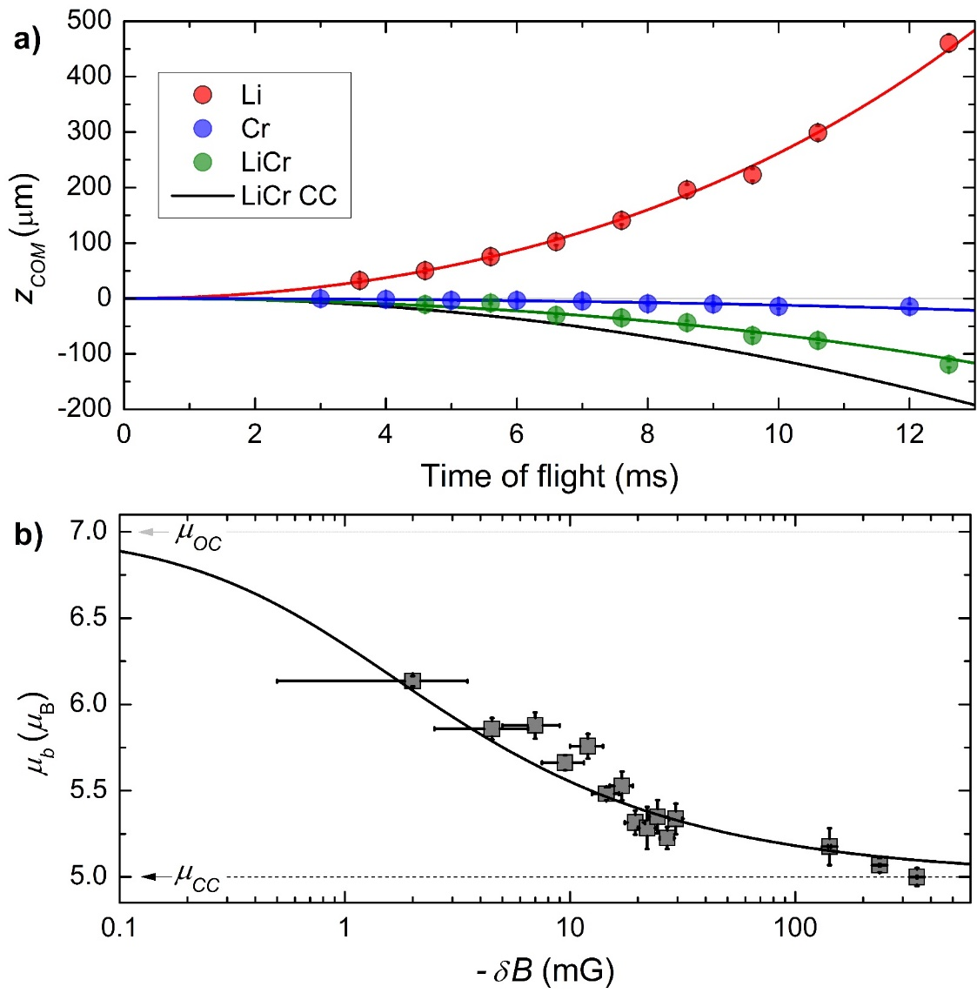 a)
500
400
300
200
100
0
-100
-200
z_COM (μm)
Li
Cr
LiCr
LiCr CC
0 2 4 6 8 10 12
Time of flight (ms)
b)
7.0
6.5
6.0
5.5
5.0
μ_b (μ_B)
μ_OC
μ_CC
0.1 1 10 100
- δB (mG)